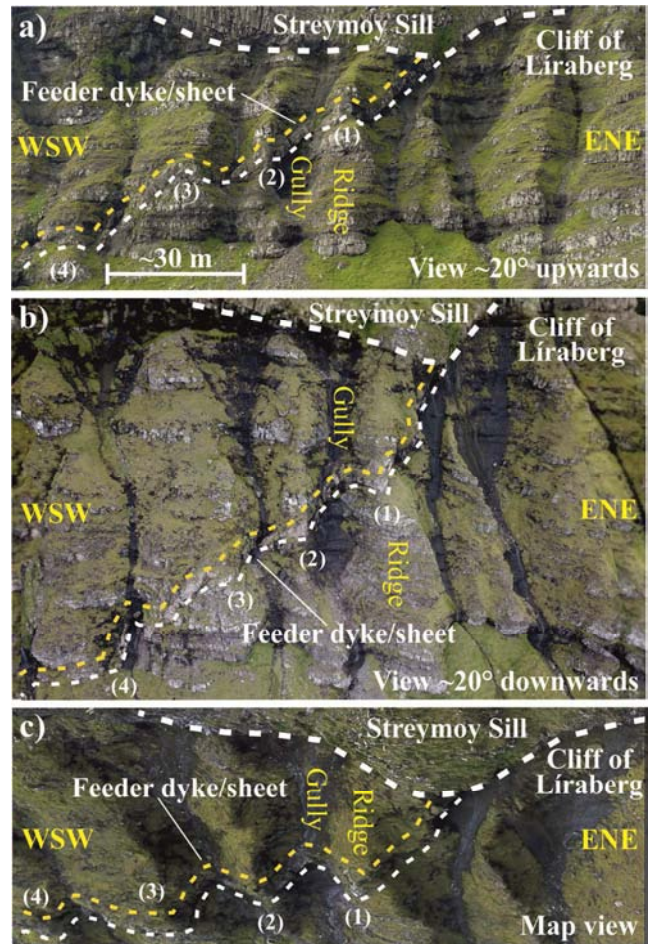 a)
Streymoy Sill
Cliff of
Líraberg
Feeder dyke/sheet
WSW
ENE
(1)
(2)
Gully
Ridge
(3)
(4)
~30 m
View ~20° upwards
b)
Streymoy Sill
Cliff of
Líraberg
Gully
WSW
ENE
(1)
Ridge
(2)
(3)
Feeder dyke/sheet
(4)
View ~20° downwards
c)
Streymoy Sill
Cliff of
Líraberg
Feeder dyke/sheet
Gully
Ridge
WSW
ENE
(4)
(3)
(2)
(1)
Map view